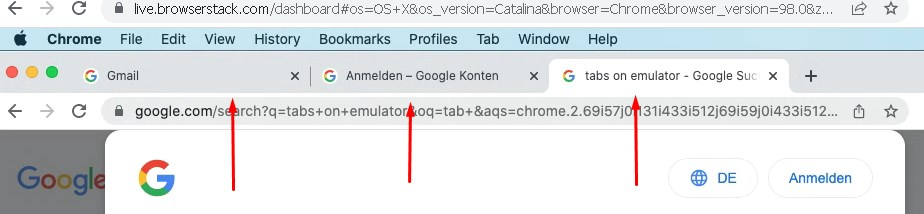 live.browserstack.com/dashboard#os=OS+X&os_version=Catalina&browser=Chrome&browser_version=98.0&z...
Chrome File Edit View History Bookmarks Profiles Tab Window Help
Gmail Anmelden – Google Konten tabs on emulator - Google Suc
google.com/search?q=tabs+on+emulator&oq=tab+&aqs=chrome.2.69i57j0i131i433i512j69i59j0i433i512...
Google G DE Anmelden